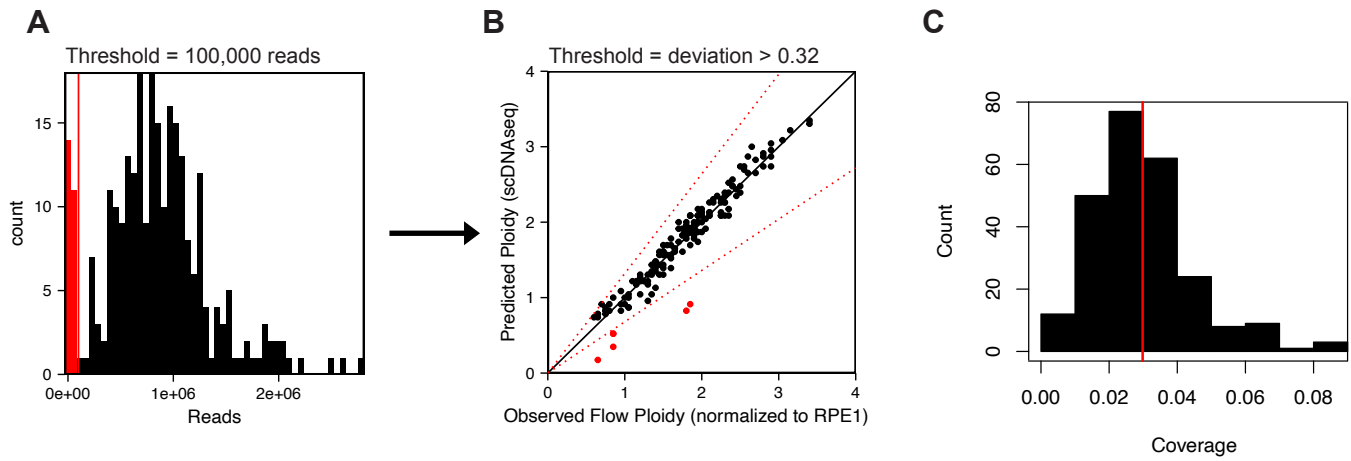 A
Threshold = 100,000 reads
count
15
10
5
0
0e+00
1e+06
2e+06
Reads
B
Threshold = deviation > 0.32
Predicted Ploidy (scDNAseq)
4
3
2
1
0
0
1
2
3
4
Observed Flow Ploidy (normalized to RPE1)
C
Count
80
60
40
20
0
0.00
0.02
0.04
0.06
0.08
Coverage